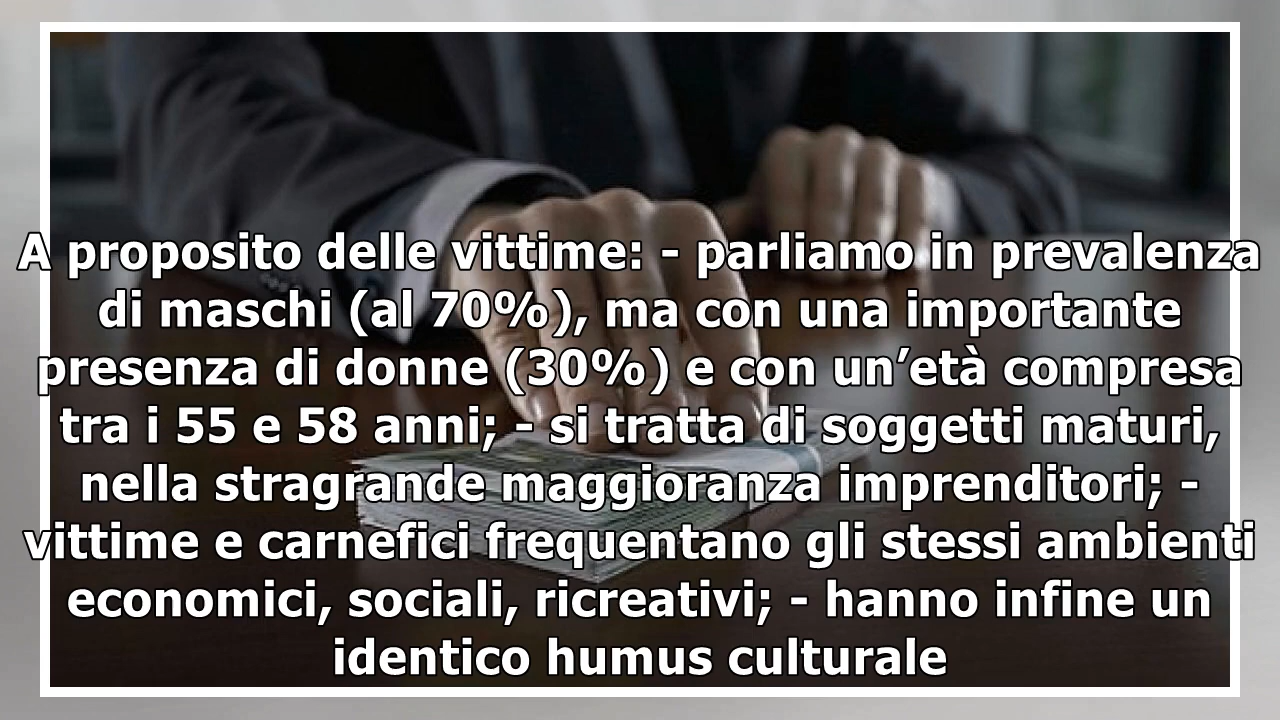 A proposito delle vittime: - parliamo in prevalenza
di maschi (al 70%), ma con una importante
presenza di donne (30%) e con un’età compresa
tra i 55 e 58 anni; - si tratta di soggetti maturi,
nella stragrande maggioranza imprenditori; -
vittime e carnefici frequentano gli stessi ambienti
economici, sociali, ricreativi; - hanno infine un
identico humus culturale